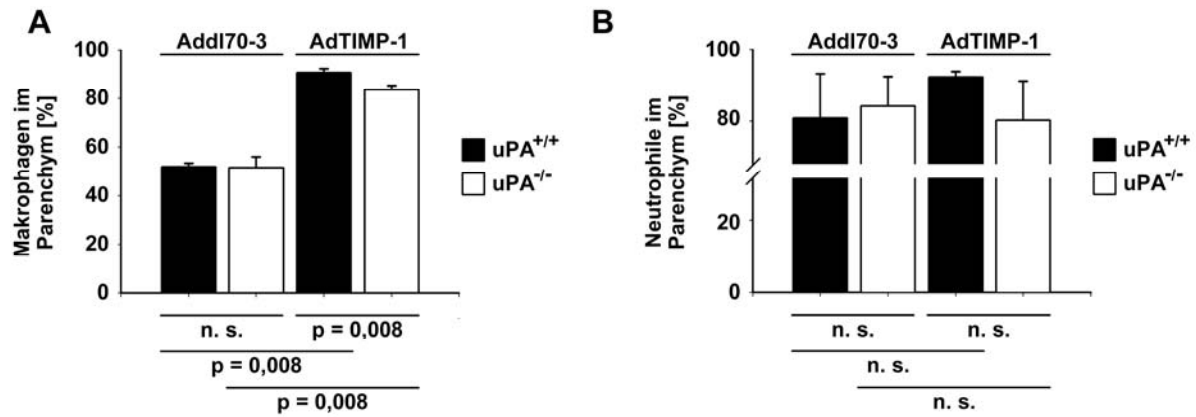 A
Addl70-3 AdTIMP-1
100
80
60
40
20
0
Makrophagen im
Parenchym [%]
uPA+/+
uPA-/-
n. s. p = 0,008
p = 0,008
p = 0,008
B
Addl70-3 AdTIMP-1
100
80
20
0
Neutrophile im
Parenchym [%]
uPA+/+
uPA-/-
n. s. n. s.
n. s.
n. s.